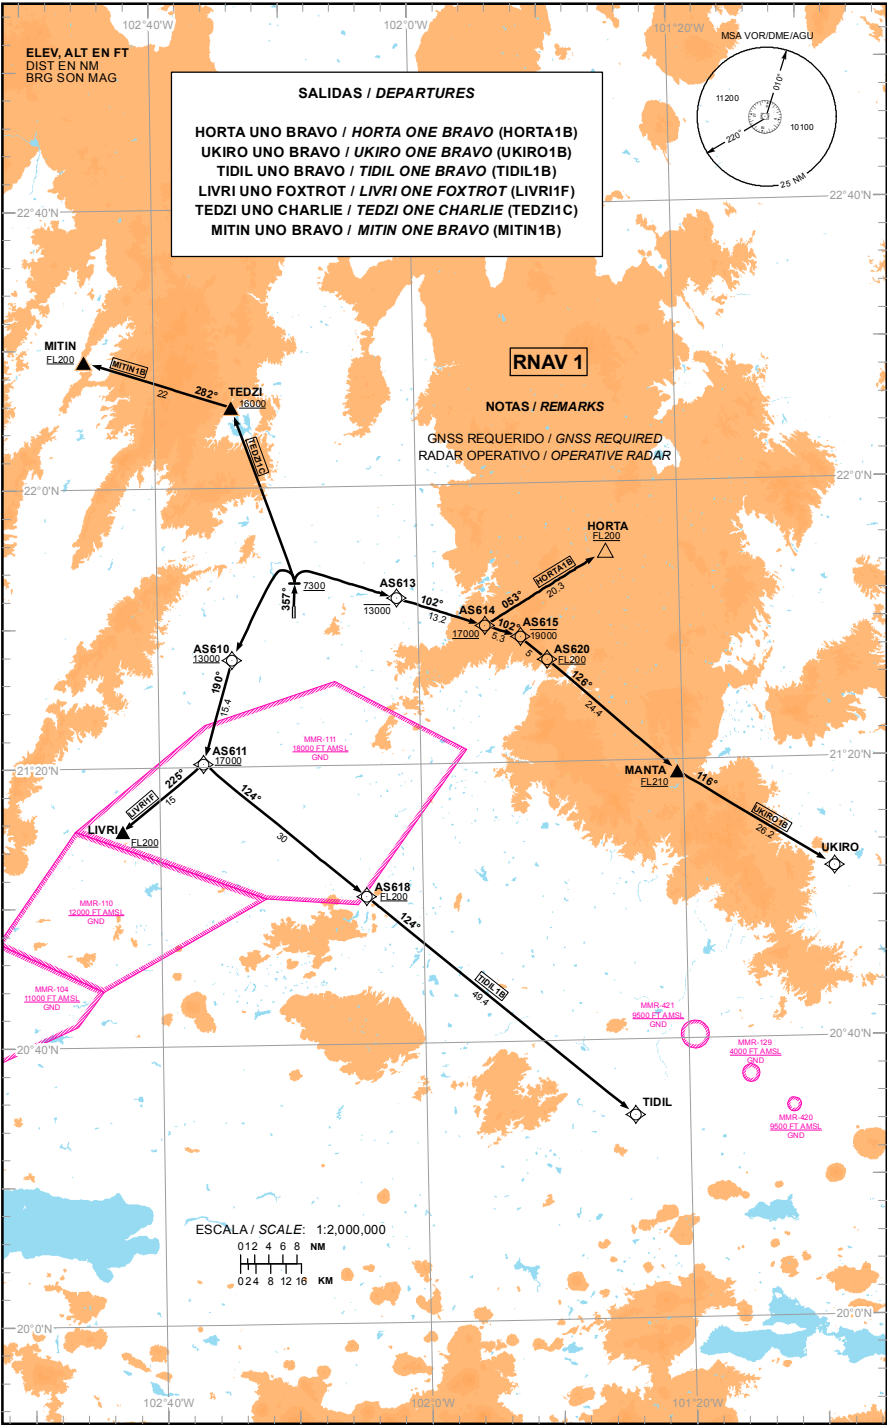 102°40'W
102°0'W
101°20'W
ELEV, ALT EN FT
DIST EN NM
BRG SON MAG
SALIDAS / DEPARTURES
HORTA UNO BRAVO / HORTA ONE BRAVO (HORTA1B)
UKIRO UNO BRAVO / UKIRO ONE BRAVO (UKIRO1B)
TIDIL UNO BRAVO / TIDIL ONE BRAVO (TIDIL1B)
LIVRI UNO FOXTROT / LIVRI ONE FOXTROT (LIVRI1F)
TEDZI UNO CHARLIE / TEDZI ONE CHARLIE (TEDZI1C)
MITIN UNO BRAVO / MITIN ONE BRAVO (MITIN1B)
MSA VOR/DME/AGU
010°
11200
10100
220°
25 NM
22°40'N
22°40'N
RNAV 1
NOTAS / REMARKS
GNSS REQUERIDO / GNSS REQUIRED
RADAR OPERATIVO / OPERATIVE RADAR
MITIN
FL200
MITIN1B
22
282°
TEDZI
16000
TEDZI1C
22°0'N
22°0'N
HORTA
FL200
HORTA1B
053°
20.3
7300
357°
AS613
13000
102°
13.2
AS614
17000
102°
5.3
AS615
19000
5
AS620
FL200
126°
24.4
AS610
13000
190°
15.4
MMR-111
18000 FT AMSL
GND
AS611
17000
225°
LIVRI1F
15
LIVRI
FL200
124°
30
MANTA
FL210
116°
UKIRO1B
26.2
UKIRO
21°20'N
21°20'N
AS618
FL200
124°
TIDIL1B
49.4
TIDIL
MMR-110
12000 FT AMSL
GND
MMR-104
11000 FT AMSL
GND
MMR-421
9500 FT AMSL
GND
MMR-129
4000 FT AMSL
GND
MMR-420
9500 FT AMSL
GND
20°40'N
20°40'N
ESCALA / SCALE: 1:2,000,000
0 1 2 4 6 8 NM
0 2 4 8 12 16 KM
20°0'N
20°0'N
102°40'W
102°0'W
101°20'W